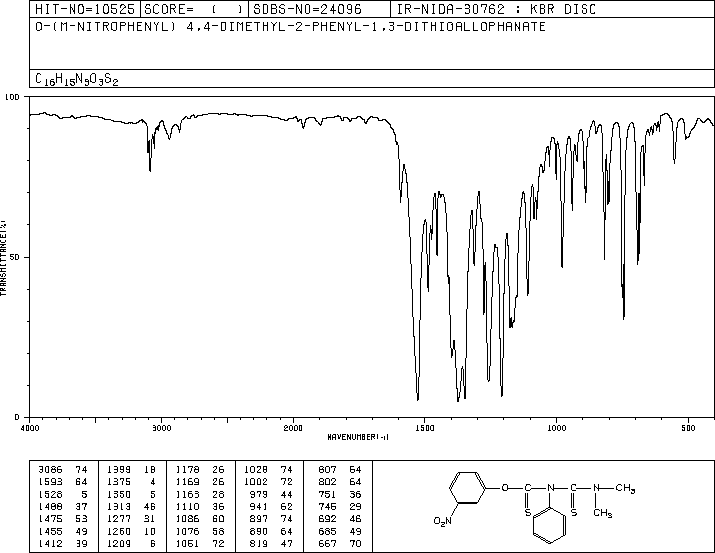 HIT-NO=10525 SCORE= ( ) SDBS-NO=24096 IR-NIDA-30762 : KBR DISC
O-(M-NITROPHENYL) 4,4-DIMETHYL-2-PHENYL-1,3-DITHIOALLOPHANATE
C16H15N3O3S2
TRANSMITTANCE(%)
100
50
0
4000 3000 2000 1500 1000 500
WAVENUMBER(-1)
3086 74 1399 18 1178 26 1028 74 807 64
1593 64 1375 4 1169 26 1002 72 802 64
1528 5 1350 5 1163 28 979 44 751 36
1488 37 1313 46 1110 36 941 62 745 29
1475 53 1277 31 1086 60 897 74 692 46
1455 49 1260 10 1076 58 890 64 685 49
1412 39 1209 6 1051 72 819 47 667 70
O2N O C S N C S N CH3 CH3